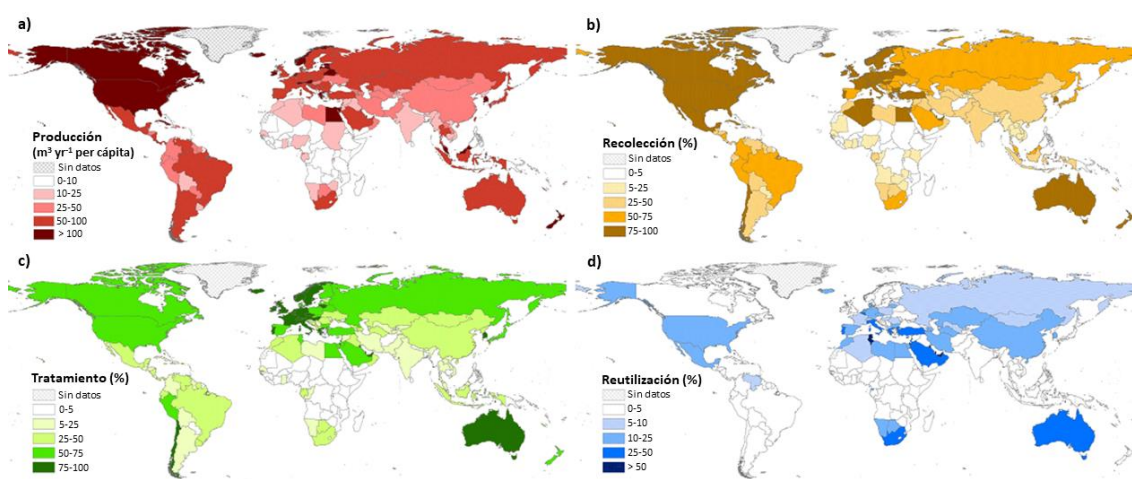 a)
Producción
(m³ yr⁻¹ per cápita)
Sin datos
0-10
10-25
25-50
50-100
> 100
b)
Recolección (%)
Sin datos
0-5
5-25
25-50
50-75
75-100
c)
Tratamiento (%)
Sin datos
0-5
5-25
25-50
50-75
75-100
d)
Reutilización (%)
Sin datos
0-5
5-10
10-25
25-50
> 50